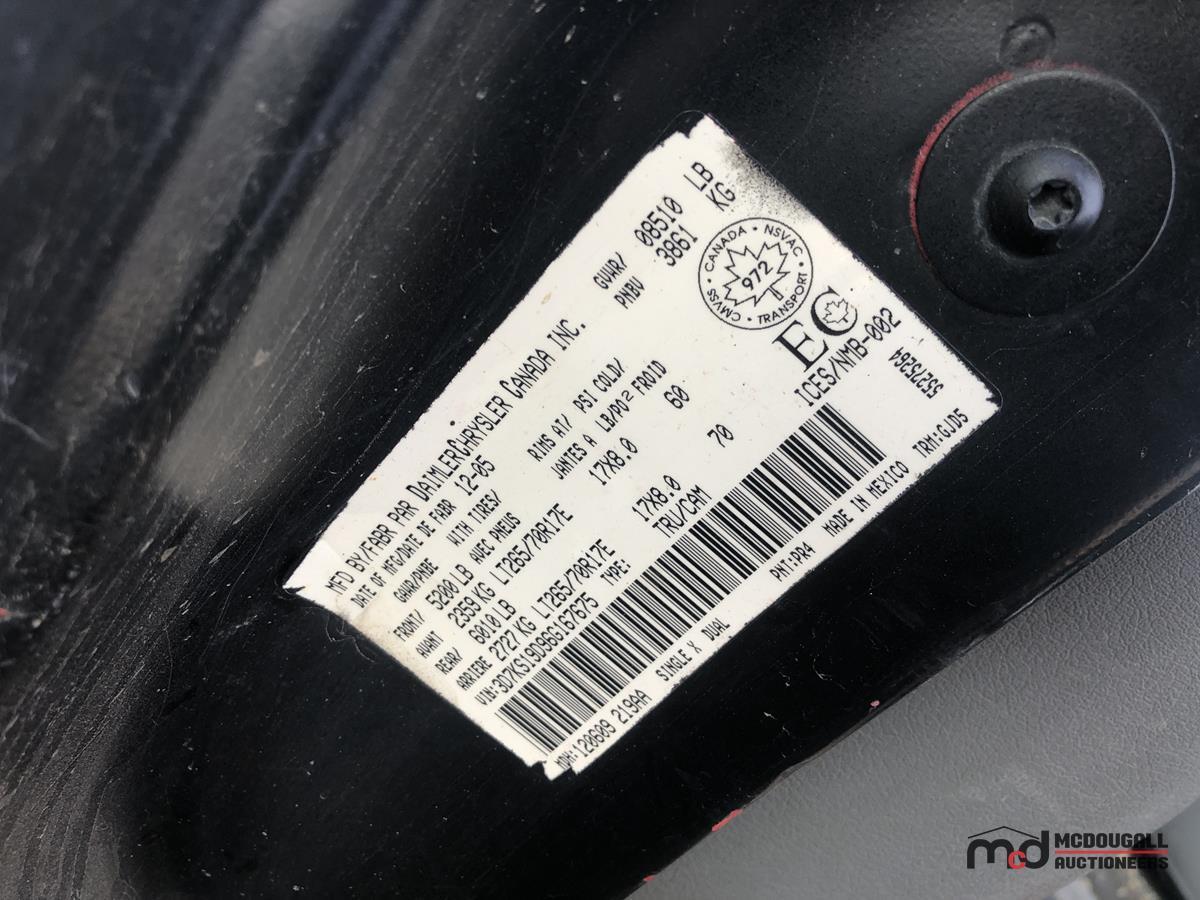 MFD BY/FABR PAR DAIMLERCHRYSLER CANADA INC.
DATE OF MFG/DATE DE FABR 12-05
GVWR/ 08510 LB
PNBV 3861 KG
GAWR/PNBE WITH TIRES/ RIMS AT/ PSI COLD/
AVEC PNEUS JANTES A LB/PO² FROID
FRONT/ 5200 LB
AVANT 2359 KG LT265/70R17E 17X8.0 60
REAR/ 6010 LB
ARRIERE 2727 KG LT265/70R17E 17X8.0 70
VIN:3D7KS19D96G167675 TYPE: TRU/CAM
CMVSS • CANADA • NSVAC • TRANSPORT •
972
EC
ICES/NMB-002
55275264
MDH:120609 219AA SINGLE X DUAL PNT:PR4 MADE IN MEXICO TRM:GJD5
mcd MCDOUGALL
AUCTIONEERS